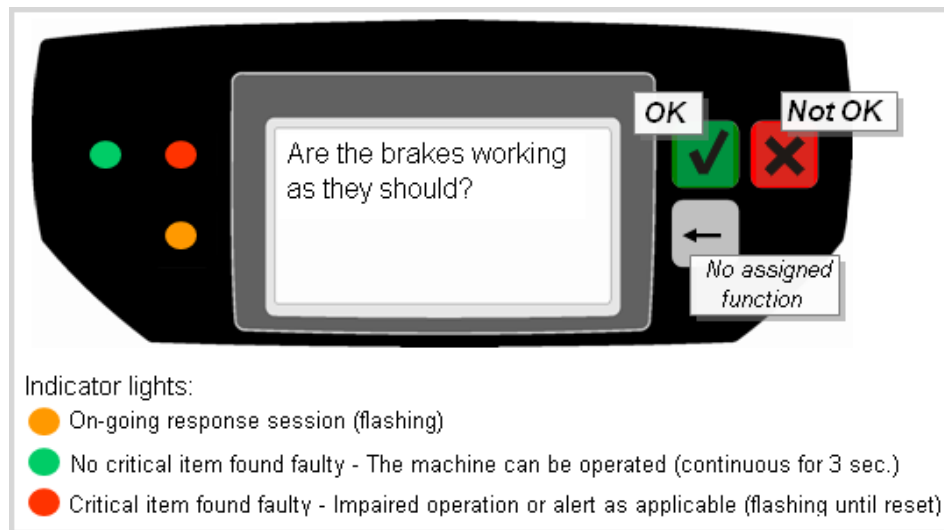 OK
Not OK
Are the brakes working
as they should?
No assigned
function
Indicator lights:
On-going response session (flashing)
No critical item found faulty - The machine can be operated (continuous for 3 sec.)
Critical item found faulty - Impaired operation or alert as applicable (flashing until reset)